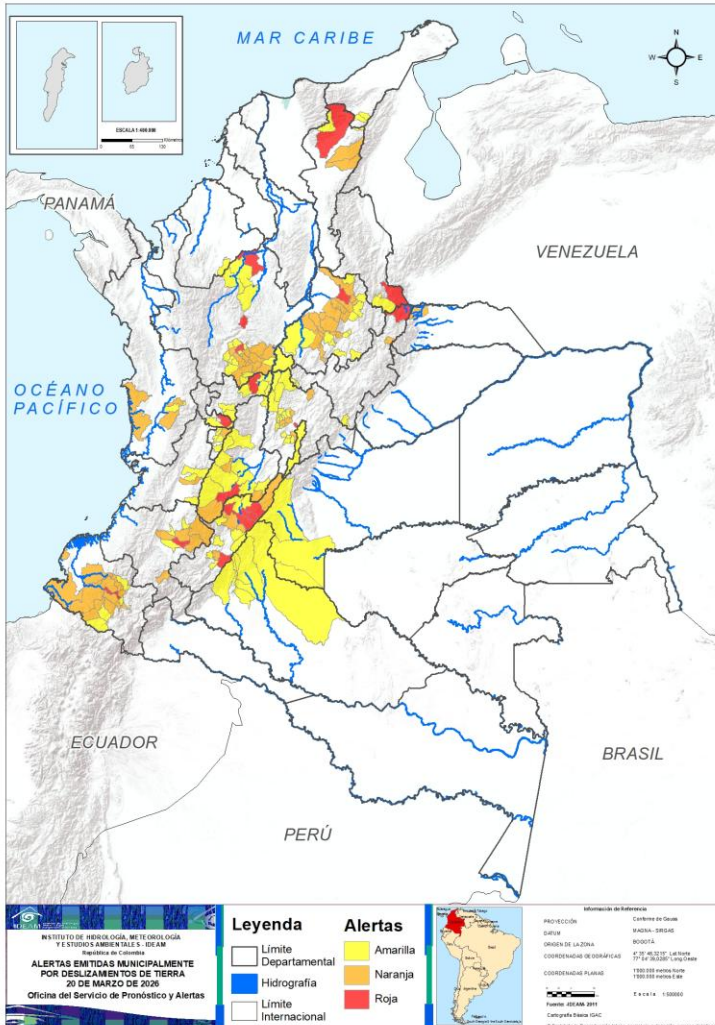 MAR CARIBE
N
W
E
S
ESCALA 1:400.000
PANAMÁ
VENEZUELA
OCÉANO
PACÍFICO
ECUADOR
BRASIL
PERÚ
IDEAM
INSTITUTO DE HIDROLOGÍA, METEOROLOGÍA
Y ESTUDIOS AMBIENTALES - IDEAM
República de Colombia
ALERTAS EMITIDAS MUNICIPALMENTE
POR DESLIZAMIENTOS DE TIERRA
20 DE MARZO DE 2026
Oficina del Servicio de Pronóstico y Alertas
Leyenda
Límite
Departamental
Hidrografía
Límite
Internacional
Alertas
Amarilla
Naranja
Roja
Información de Referencia
PROYECCIÓN
Conforme de Gauss
DATUM
MAGNA - SIRGAS
ORIGEN DE LA ZONA
BOGOTÁ
COORDENADAS GEOGRÁFICAS
COORDENADAS PLANAS
1'000.000 metros Norte
1'000.000 metros Este
Cartografía Básica IGAC